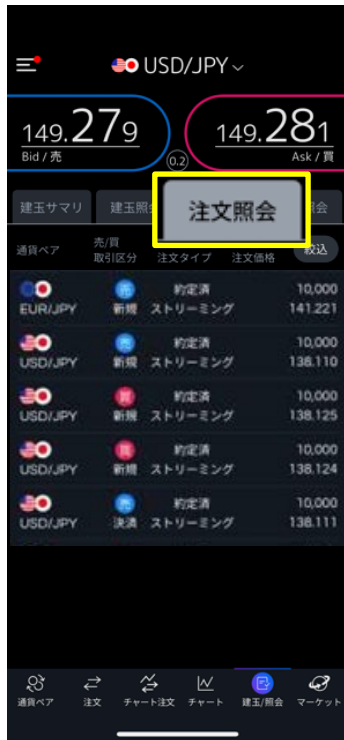 USD/JPY
149.279
149.281
Bid / 売
(0.2)
Ask / 買
建玉サマリ
建玉照
注文照会
会
通貨ペア
売/買
取引区分
注文タイプ
注文価格
絞込
売 約定済 10,000
EUR/JPY 新規 ストリーミング 141.221
売 約定済 10,000
USD/JPY 新規 ストリーミング 138.110
買 約定済 10,000
USD/JPY 新規 ストリーミング 138.125
買 約定済 10,000
USD/JPY 新規 ストリーミング 138.124
売 約定済 10,000
USD/JPY 決済 ストリーミング 138.111
通貨ペア 注文 チャート注文 チャート 建玉/照会 マーケット